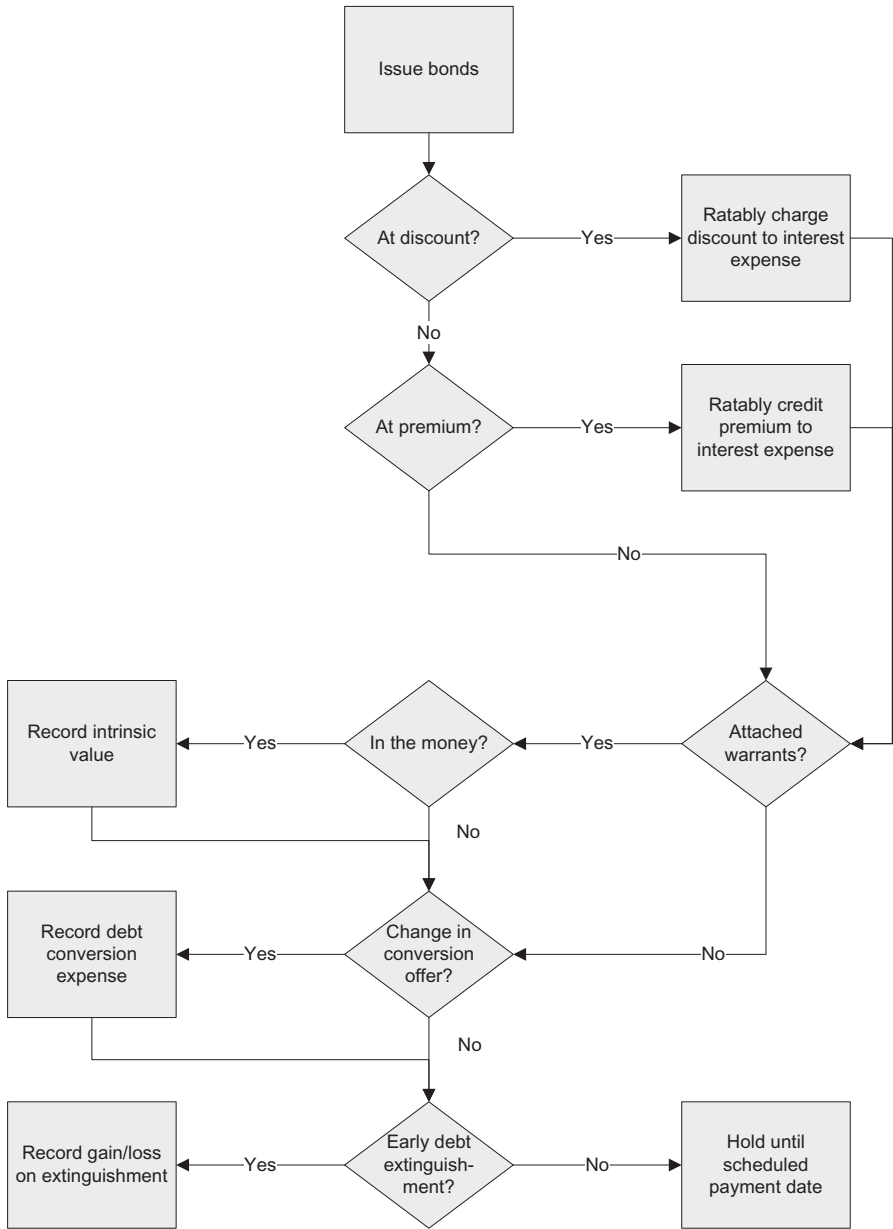 Issue bonds
At discount?
Yes
Ratably charge
discount to interest
expense
No
At premium?
Yes
Ratably credit
premium to
interest expense
No
Record intrinsic
value
Yes
In the money?
Yes
Attached
warrants?
No
Record debt
conversion
expense
Yes
Change in
conversion
offer?
No
No
Record gain/loss
on extinguishment
Yes
Early debt
extinguish-
ment?
No
Hold until
scheduled
payment date